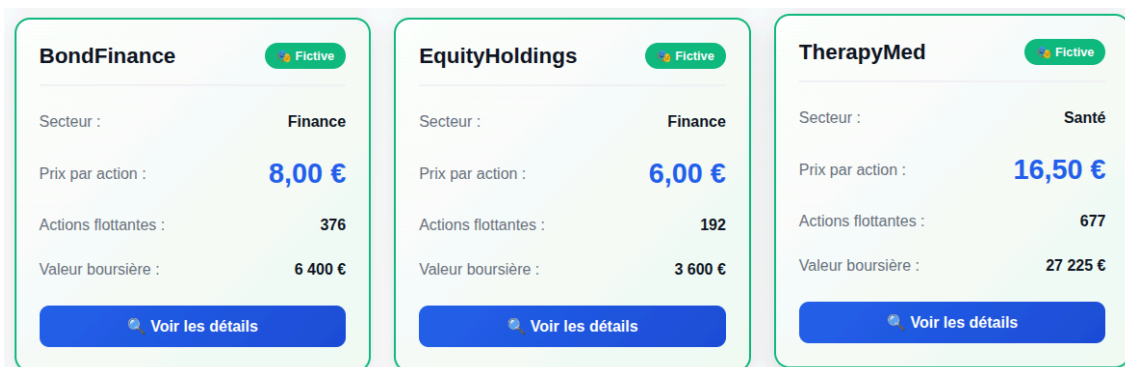 BondFinance
🎭 Fictive
Secteur :
Finance
Prix par action :
8,00 €
Actions flottantes :
376
Valeur boursière :
6 400 €
🔍 Voir les détails
EquityHoldings
🎭 Fictive
Secteur :
Finance
Prix par action :
6,00 €
Actions flottantes :
192
Valeur boursière :
3 600 €
🔍 Voir les détails
TherapyMed
🎭 Fictive
Secteur :
Santé
Prix par action :
16,50 €
Actions flottantes :
677
Valeur boursière :
27 225 €
🔍 Voir les détails